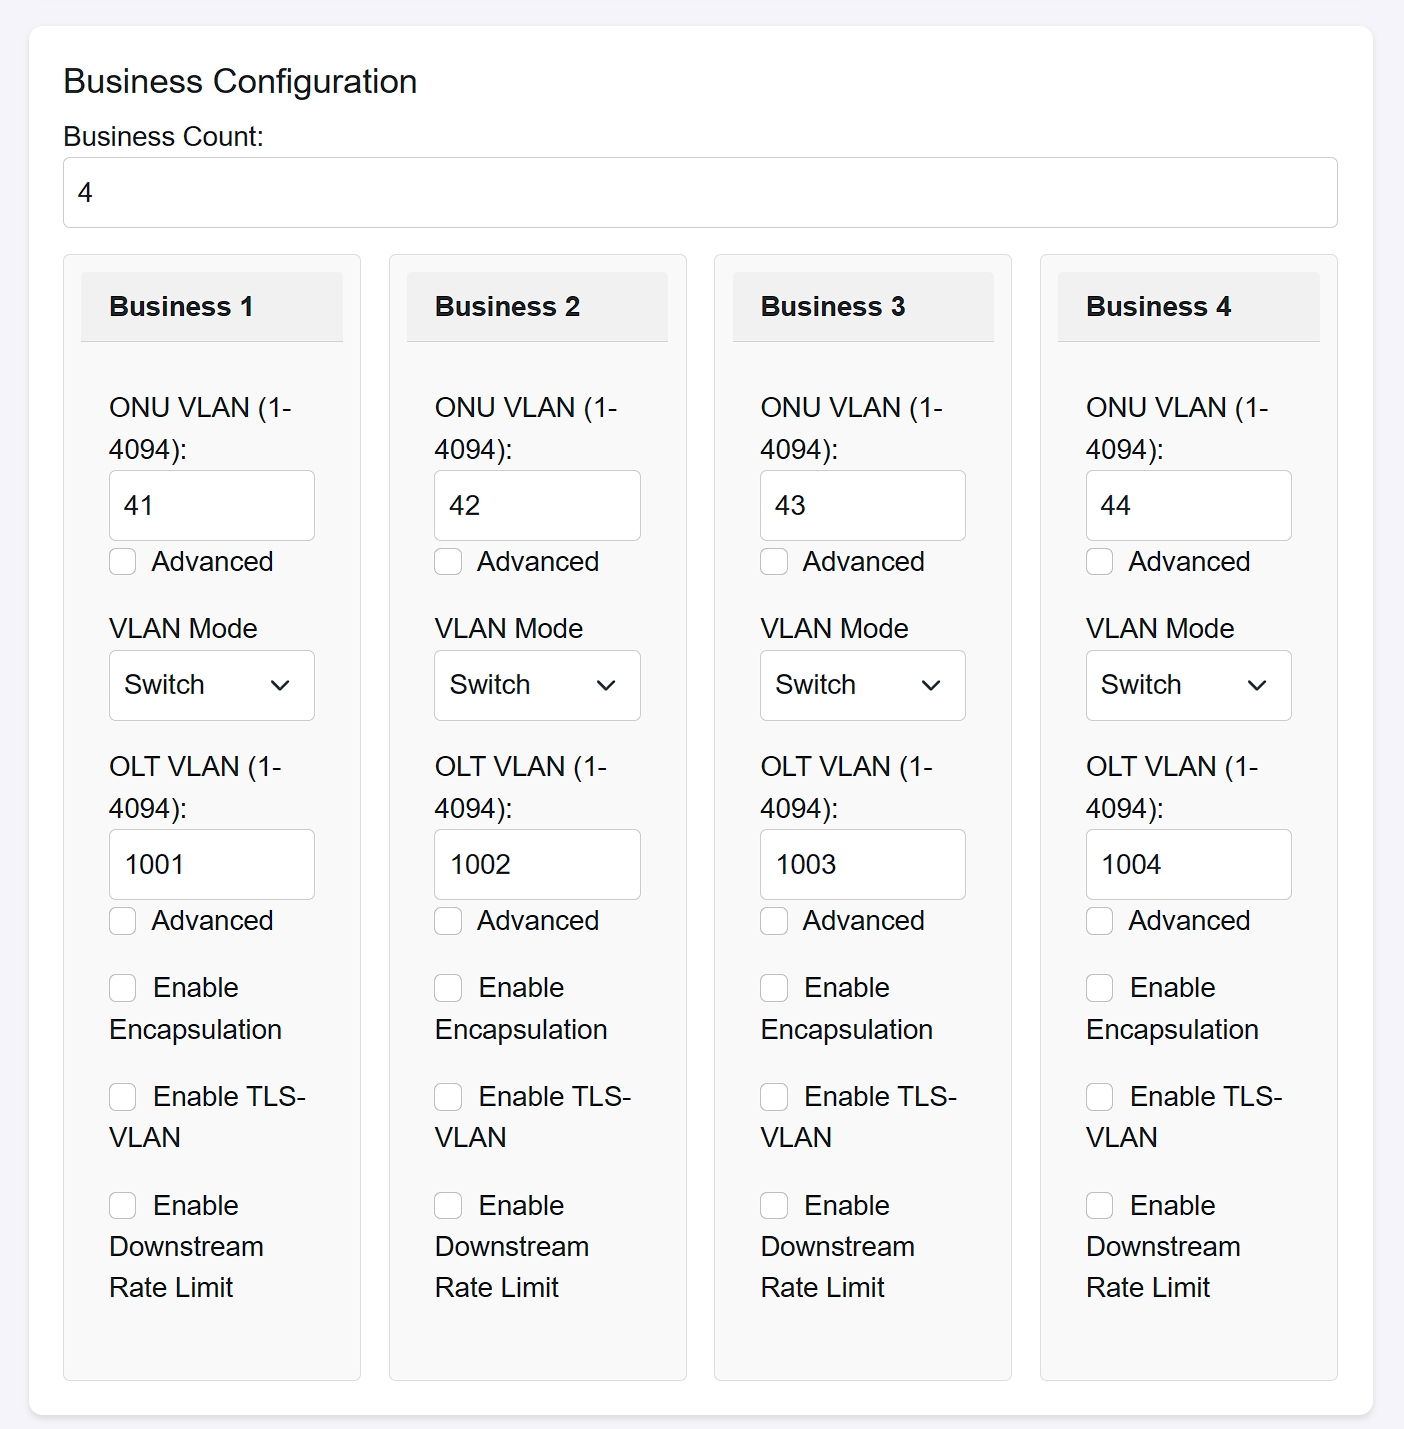 Business Configuration
Business Count:
4
Business 1
ONU VLAN (1-
4094):
41
Advanced
VLAN Mode
Switch
OLT VLAN (1-
4094):
1001
Advanced
Enable
Encapsulation
Enable TLS-
VLAN
Enable
Downstream
Rate Limit
Business 2
ONU VLAN (1-
4094):
42
Advanced
VLAN Mode
Switch
OLT VLAN (1-
4094):
1002
Advanced
Enable
Encapsulation
Enable TLS-
VLAN
Enable
Downstream
Rate Limit
Business 3
ONU VLAN (1-
4094):
43
Advanced
VLAN Mode
Switch
OLT VLAN (1-
4094):
1003
Advanced
Enable
Encapsulation
Enable TLS-
VLAN
Enable
Downstream
Rate Limit
Business 4
ONU VLAN (1-
4094):
44
Advanced
VLAN Mode
Switch
OLT VLAN (1-
4094):
1004
Advanced
Enable
Encapsulation
Enable TLS-
VLAN
Enable
Downstream
Rate Limit